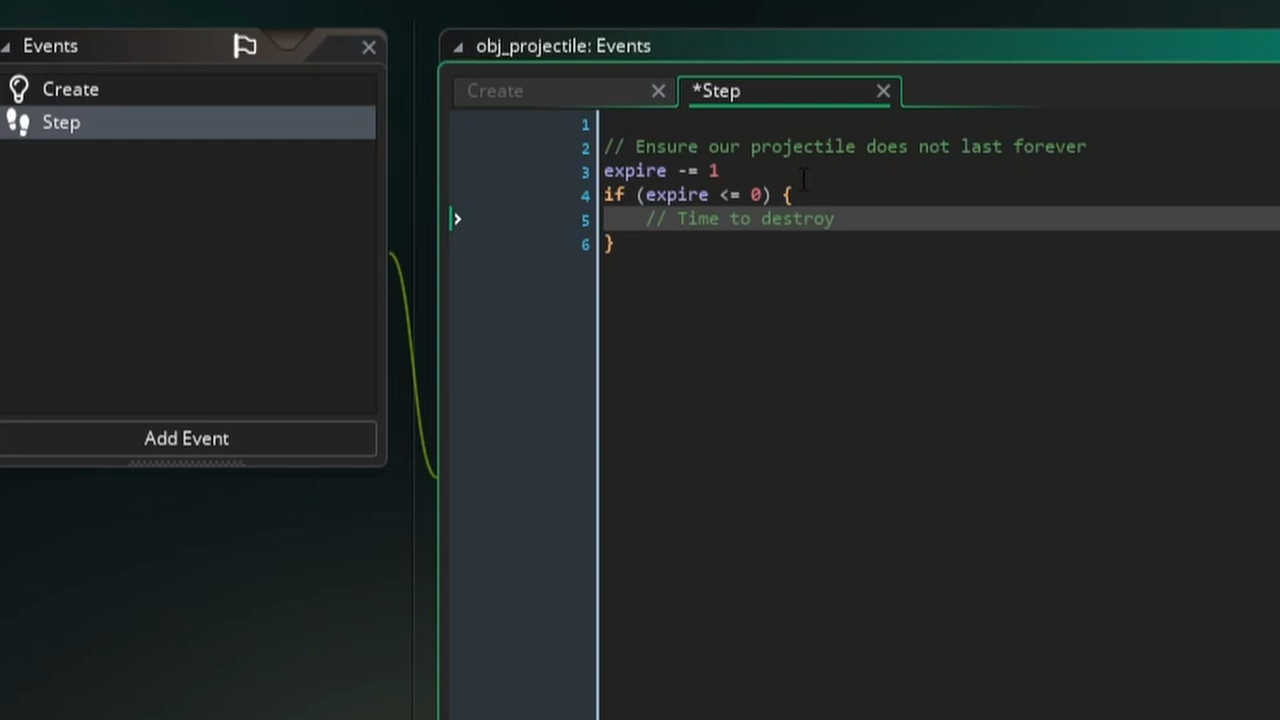 Events
Create
Step
Add Event
obj_projectile: Events
Create
*Step
1
2 // Ensure our projectile does not last forever
3 expire -= 1
4 if (expire <= 0) {
5 // Time to destroy
6 }